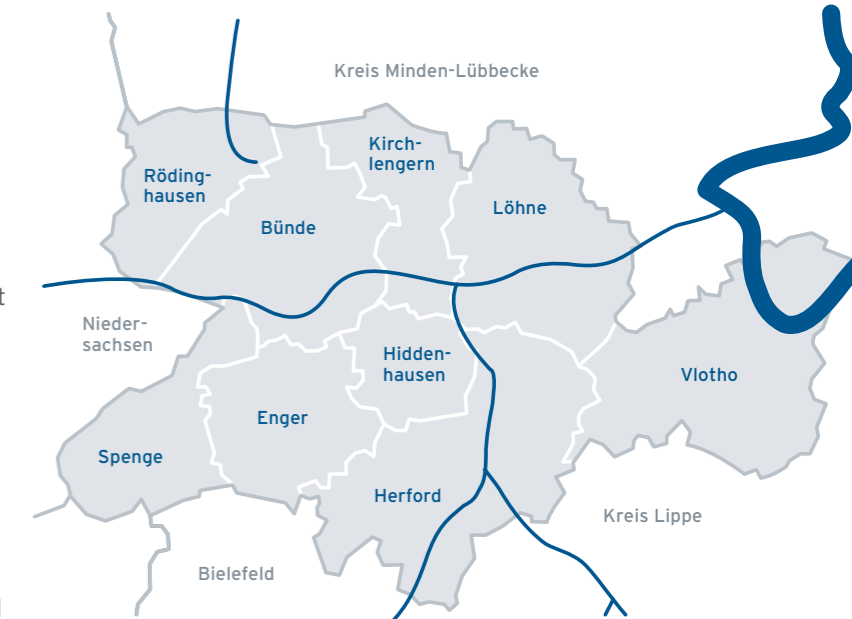 Kreis Minden-Lübbecke
Kirch-
lengern
Röding-
hausen
Löhne
Bünde
t
Nieder-
sachsen
Hidden-
hausen
Vlotho
Enger
Spenge
Herford
Kreis Lippe
Bielefeld